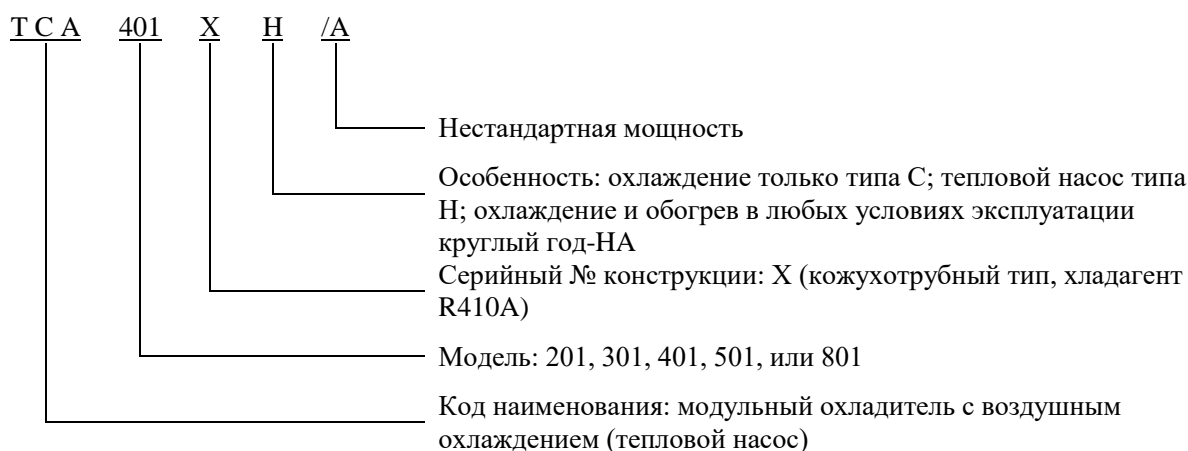 T C A 401 X H /A
Нестандартная мощность
Особенность: охлаждение только типа C; тепловой насос типа
H; охлаждение и обогрев в любых условиях эксплуатации
круглый год-HA
Серийный № конструкции: X (кожухотрубный тип, хладагент
R410A)
Модель: 201, 301, 401, 501, или 801
Код наименования: модульный охладитель с воздушным
охлаждением (тепловой насос)